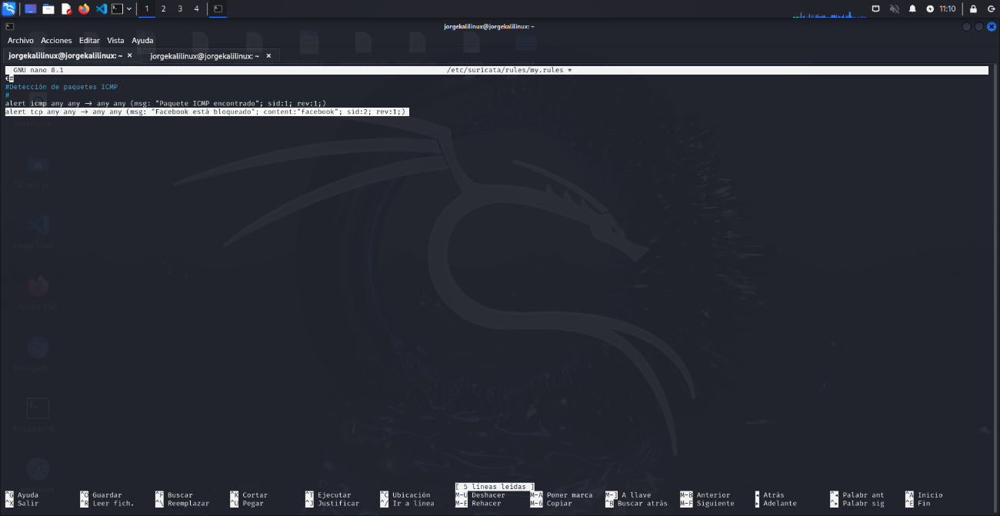 1 2 3 4 11:10
jorgekalilinux@jorgekalilinux: ~
Archivo Acciones Editar Vista Ayuda
jorgekalilinux@jorgekalilinux: ~ × jorgekalilinux@jorgekalilinux: ~ ×
GNU nano 8.1 /etc/suricata/rules/my.rules *
€#
#Detección de paquetes ICMP
#
alert icmp any any -> any any (msg: "Paquete ICMP encontrado"; sid:1; rev:1;)
alert tcp any any -> any any (msg: "Facebook está bloqueado"; content:"facebook"; sid:2; rev:1;)
[ 5 líneas leídas ]
^G Ayuda ^O Guardar ^F Buscar ^K Cortar ^T Ejecutar ^C Ubicación M-U Deshacer M-A Poner marca M-] A llave M-B Anterior ◂ Atrás ^◂ Palabr ant ^A Inicio
^X Salir ^R Leer fich. ^\ Reemplazar ^U Pegar ^J Justificar ^/ Ir a línea M-E Rehacer M-6 Copiar ^B Buscar atrás M-F Siguiente ▸ Adelante ^▸ Palabr sig ^E Fin